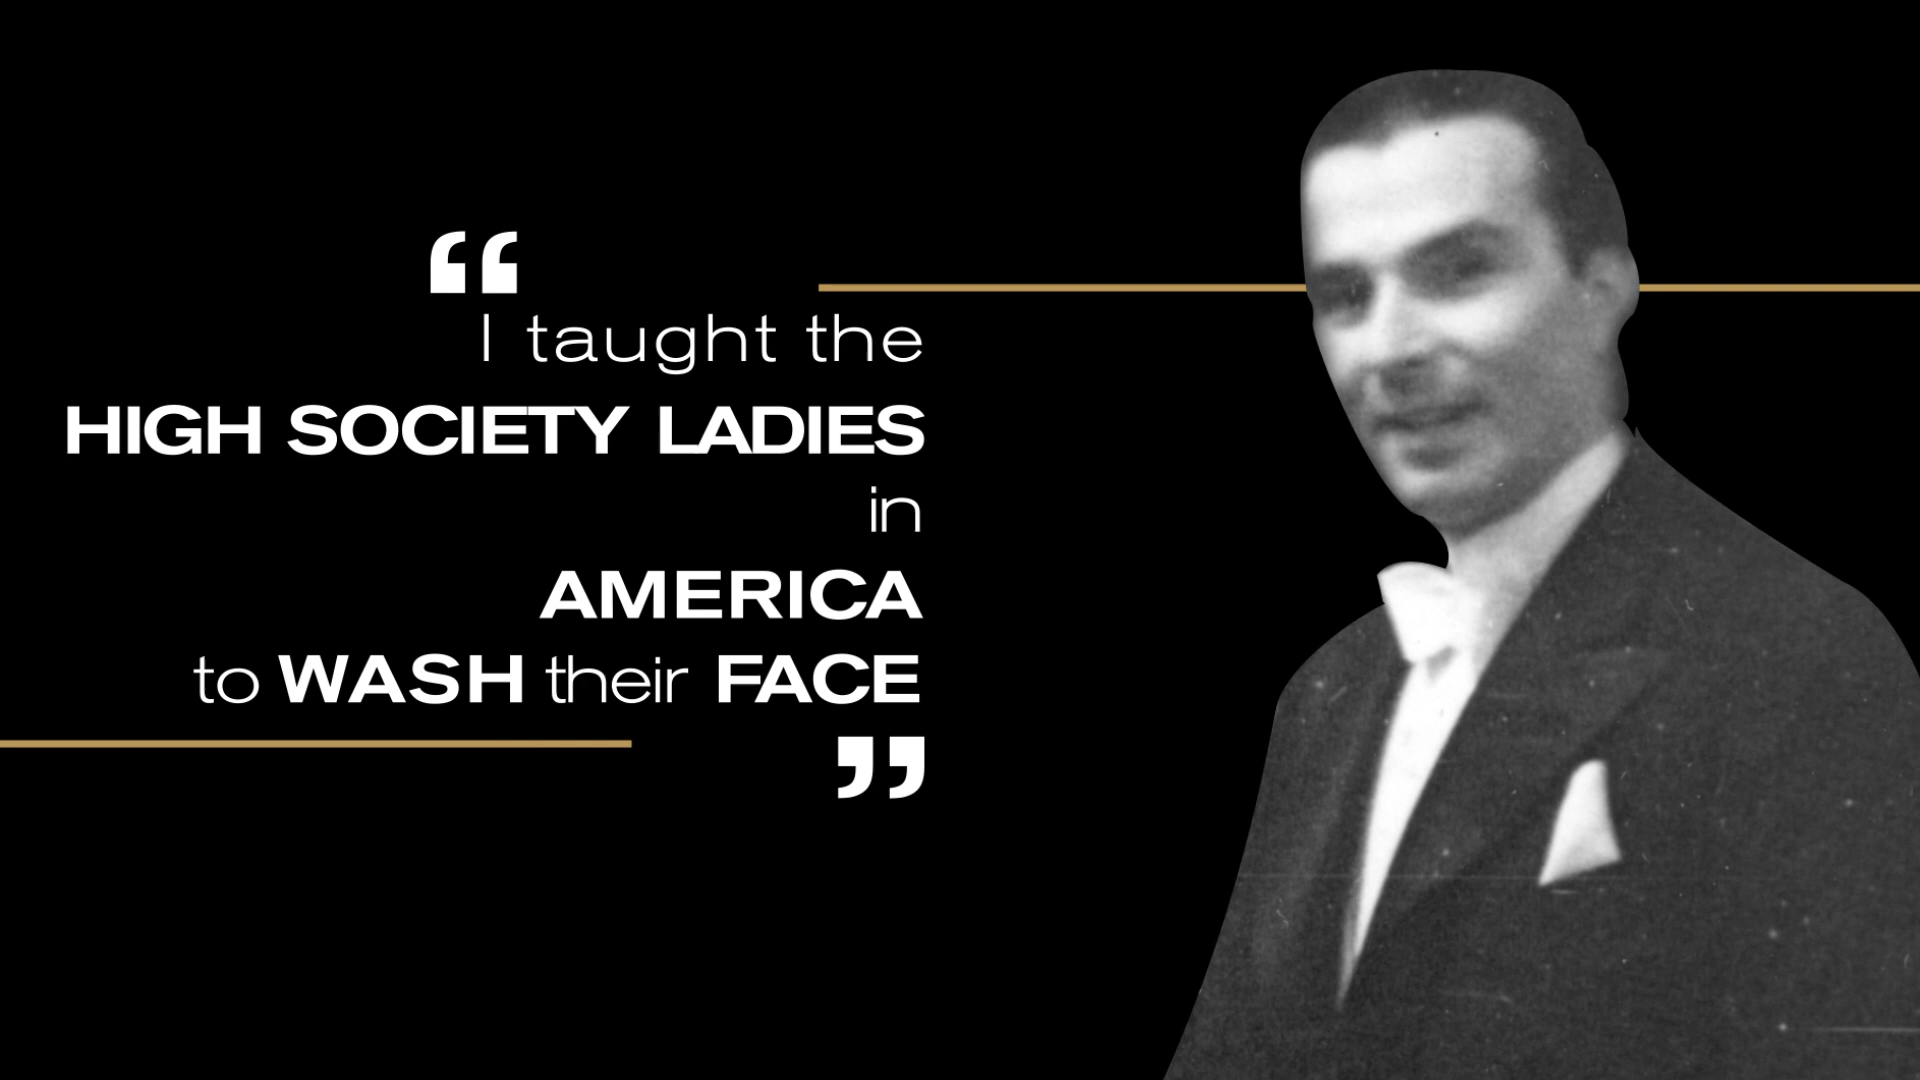 “
I taught the
HIGH SOCIETY LADIES
in
AMERICA
to WASH their FACE
”